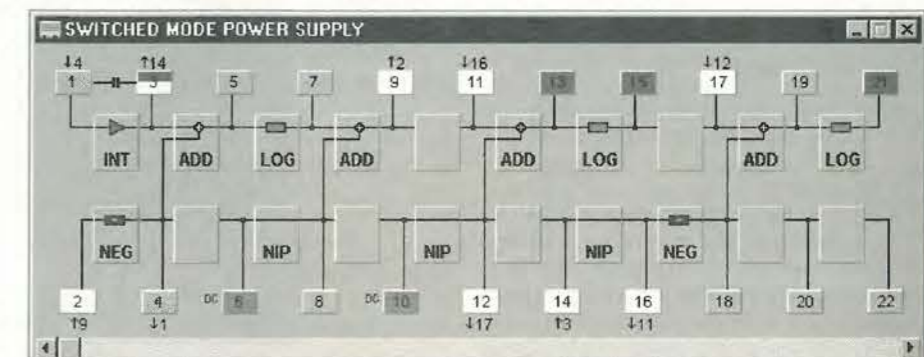 SWITCHED MODE POWER SUPPLY
↓4 ↑14 ↑2 ↓16 ↓12
1 3 5 7 9 11 13 15 17 19 21
INT ADD LOG ADD ADD LOG ADD LOG
NEG NIP NIP NIP NEG
2 4 DC 6 8 DC 10 12 14 16 18 20 22
↑9 ↓1 ↓17 ↑3 ↓11